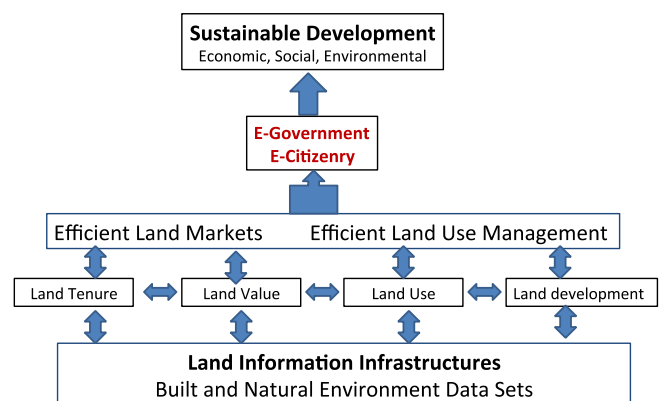 Sustainable Development
Economic, Social, Environmental
E-Government
E-Citizenry
Efficient Land Markets Efficient Land Use Management
Land Tenure Land Value Land Use Land development
Land Information Infrastructures
Built and Natural Environment Data Sets